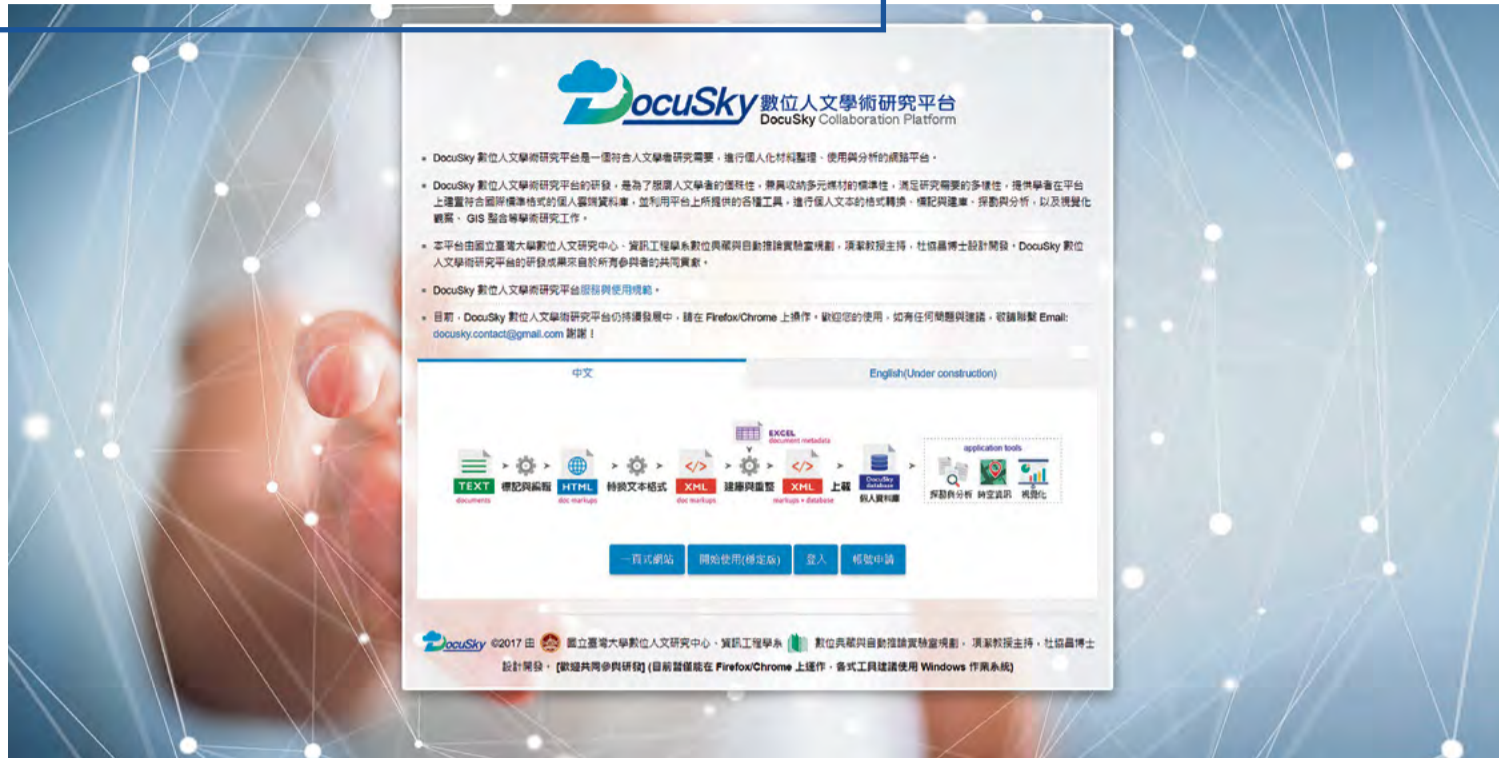 DocuSky 數位人文學術研究平台
DocuSky Collaboration Platform
DocuSky 數位人文學術研究平台是一個符合人文學者研究需要，進行個人化材料整理、使用與分析的網路平台。
DocuSky 數位人文學術研究平台的研發，是為了服膺人文學者的個殊性，兼具收納多元媒材的標準性，滿足研究需要的多樣性，提供學者在平台
上建置符合國際標準格式的個人雲端資料庫，並利用平台上所提供的各種工具，進行個人文本的格式轉換、標記與建庫、探勘與分析，以及視覺化
觀察、 GIS 整合等學術研究工作。
本平台由國立臺灣大學數位人文研究中心、資訊工程學系數位典藏與自動推論實驗室規劃，項潔教授主持，杜協昌博士設計開發。DocuSky 數位
人文學術研究平台的研發成果來自於所有參與者的共同貢獻。
DocuSky 數位人文學術研究平台服務與使用規範。
目前，DocuSky 數位人文學術研究平台仍持續發展中，請在 Firefox/Chrome 上操作。歡迎您的使用，如有任何問題與建議，敬請聯繫 Email:
docusky.contact@gmail.com 謝謝！
中文
English(Under construction)
EXCEL
document metadata
application tools
TEXT
documents
標記與編輯
HTML
doc markups
轉換文本格式
XML
doc markups
建庫與重整
XML
markups + database
上載
DocuSky database
個人資料庫
探勘與分析 時空資訊 視覺化
一頁式網站
開始使用(穩定版)
登入
帳號申請
DocuSky ©2017 由 國立臺灣大學數位人文研究中心、資訊工程學系 數位典藏與自動推論實驗室規劃， 項潔教授主持，杜協昌博士
設計開發。 [歡迎共同參與研發] (目前暫僅能在 Firefox/Chrome 上運作，各式工具建議使用 Windows 作業系統)